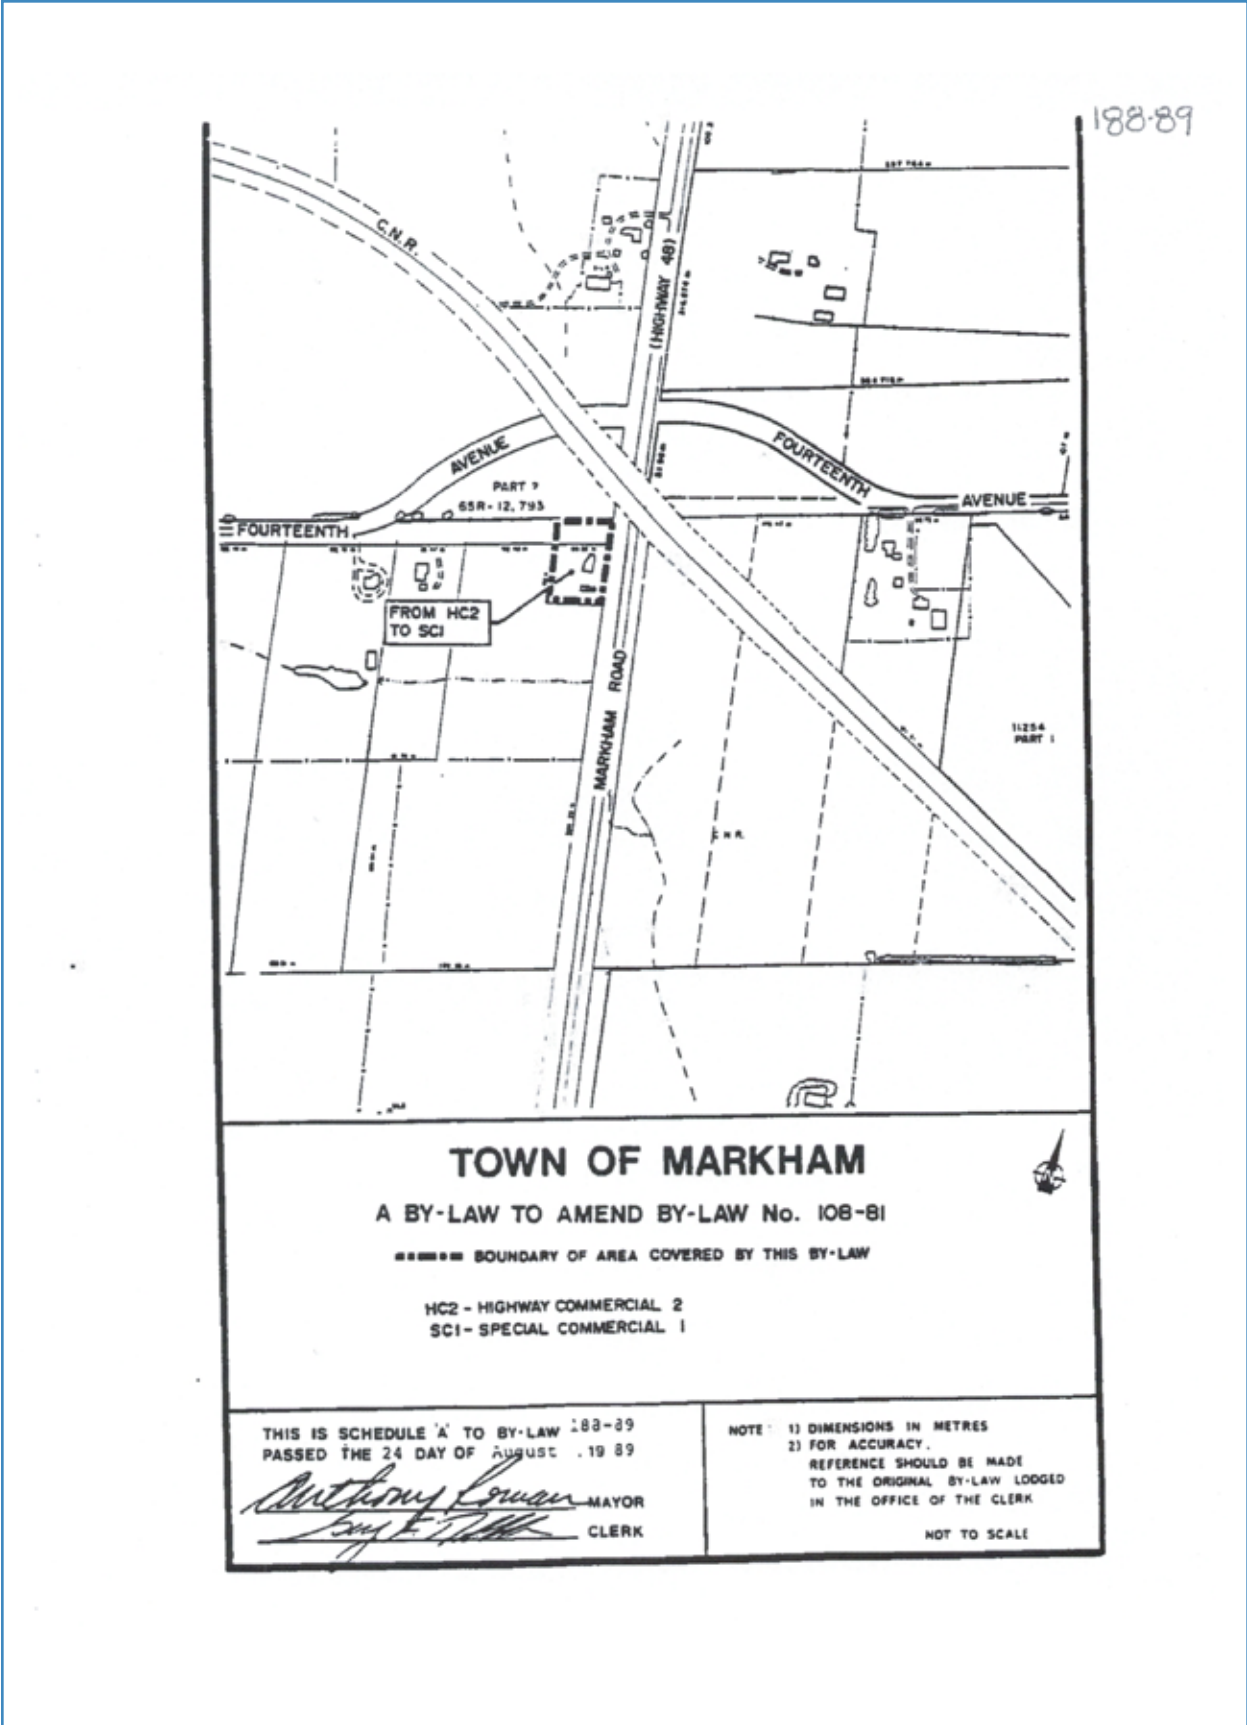 188-89
C.N.R.
(HIGHWAY 48)
AVENUE
FOURTEENTH
AVENUE
PART 7
65R-12,793
FOURTEENTH
FROM HC2
TO SC1
MARKHAM ROAD
11254
PART 1
C N R.
TOWN OF MARKHAM
A BY-LAW TO AMEND BY-LAW No. 108-81
BOUNDARY OF AREA COVERED BY THIS BY-LAW
HC2 - HIGHWAY COMMERCIAL 2
SC1 - SPECIAL COMMERCIAL 1
THIS IS SCHEDULE 'A' TO BY-LAW 188-89
PASSED THE 24 DAY OF August . 19 89
Anthony Roman MAYOR
CLERK
NOTE: 1) DIMENSIONS IN METRES
2) FOR ACCURACY,
REFERENCE SHOULD BE MADE
TO THE ORIGINAL BY-LAW LODGED
IN THE OFFICE OF THE CLERK
NOT TO SCALE